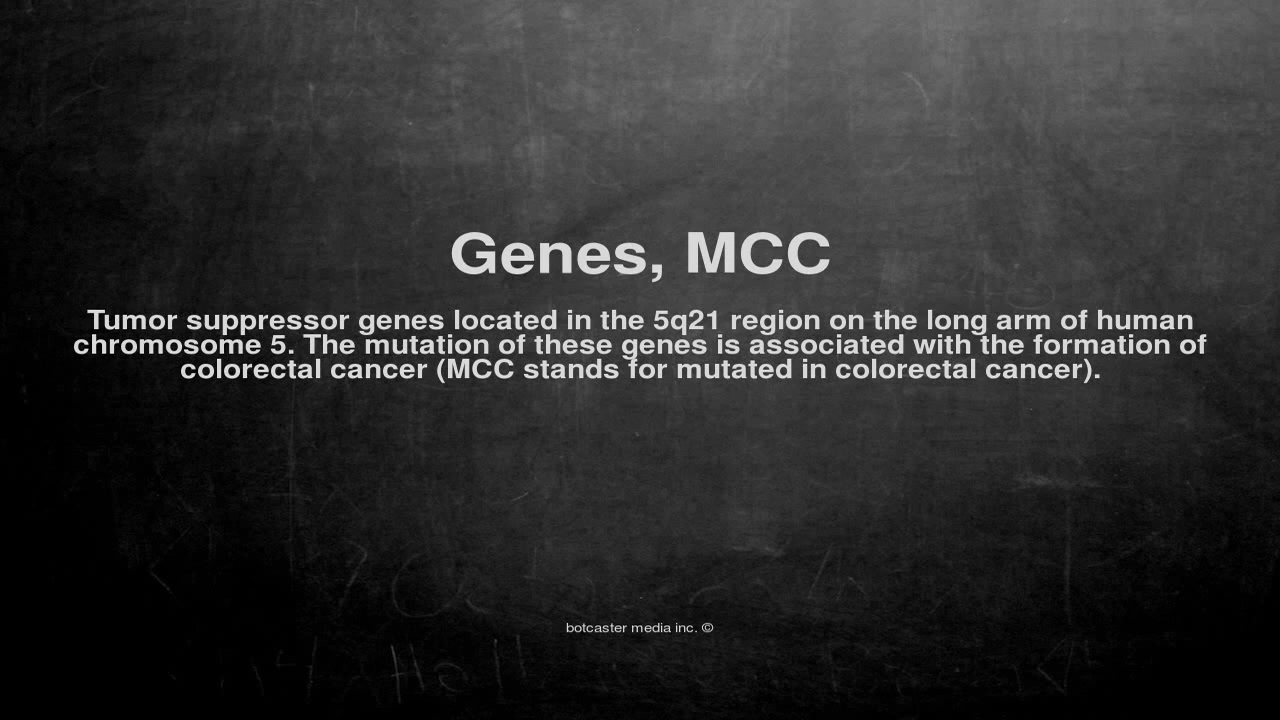 Genes, MCC
Tumor suppressor genes located in the 5q21 region on the long arm of human
chromosome 5. The mutation of these genes is associated with the formation of
colorectal cancer (MCC stands for mutated in colorectal cancer).
botcaster media inc. ©